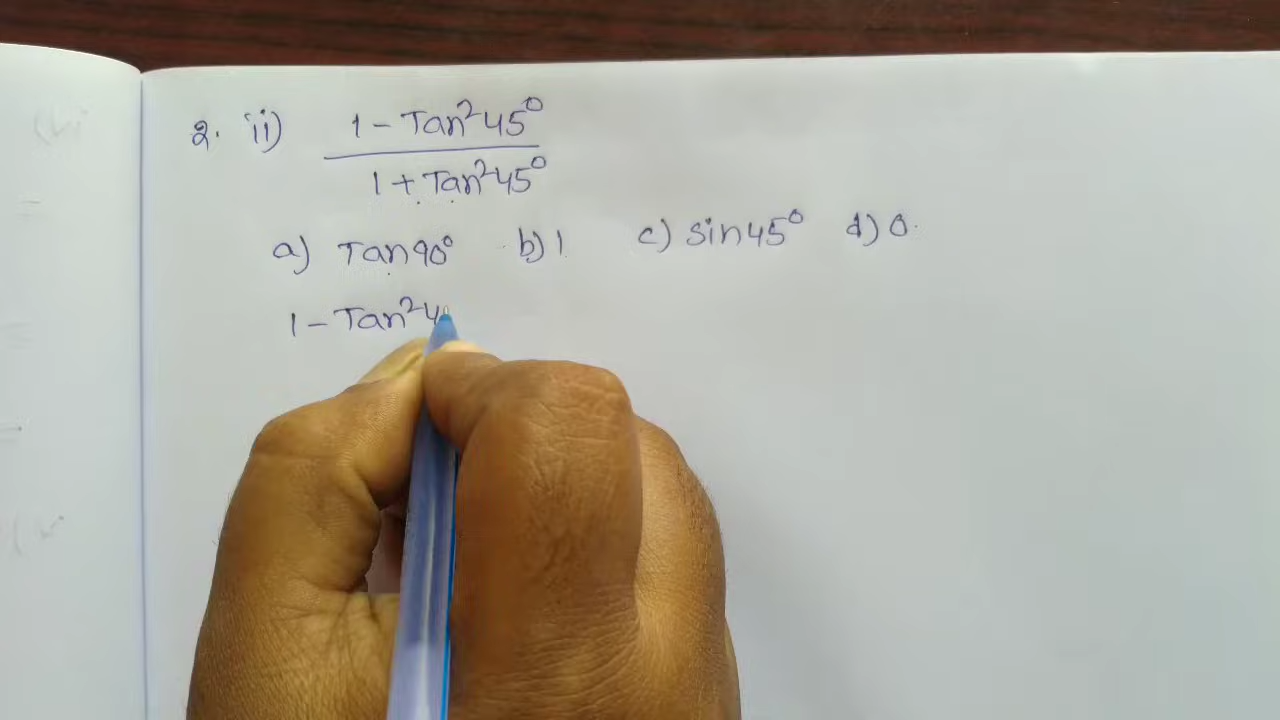 2. ii) 1 - Tan²45°
1 + Tan²45°
a) Tan90° b) 1 c) sin45° d) 0.
1 - Tan²4